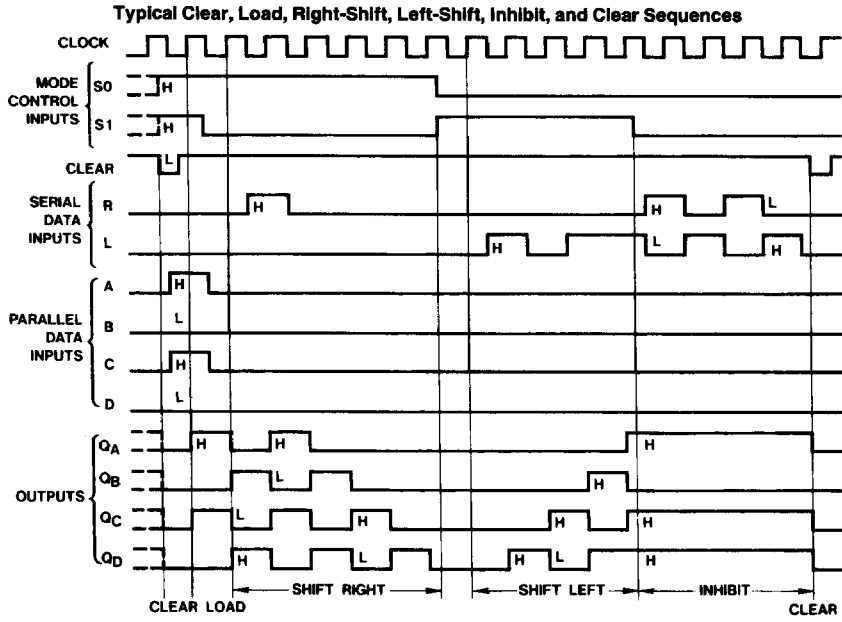 Typical Clear, Load, Right-Shift, Left-Shift, Inhibit, and Clear Sequences
CLOCK
MODE
CONTROL
INPUTS
S0
H
S1
H
CLEAR
L
SERIAL
DATA
INPUTS
R
H
H
L
L
H
L
H
PARALLEL
DATA
INPUTS
A
H
B
L
C
H
D
L
OUTPUTS
QA
H
H
H
QB
L
H
QC
L
H
H
H
QD
H
L
H
L
H
SHIFT RIGHT
SHIFT LEFT
INHIBIT
CLEAR LOAD
CLEAR